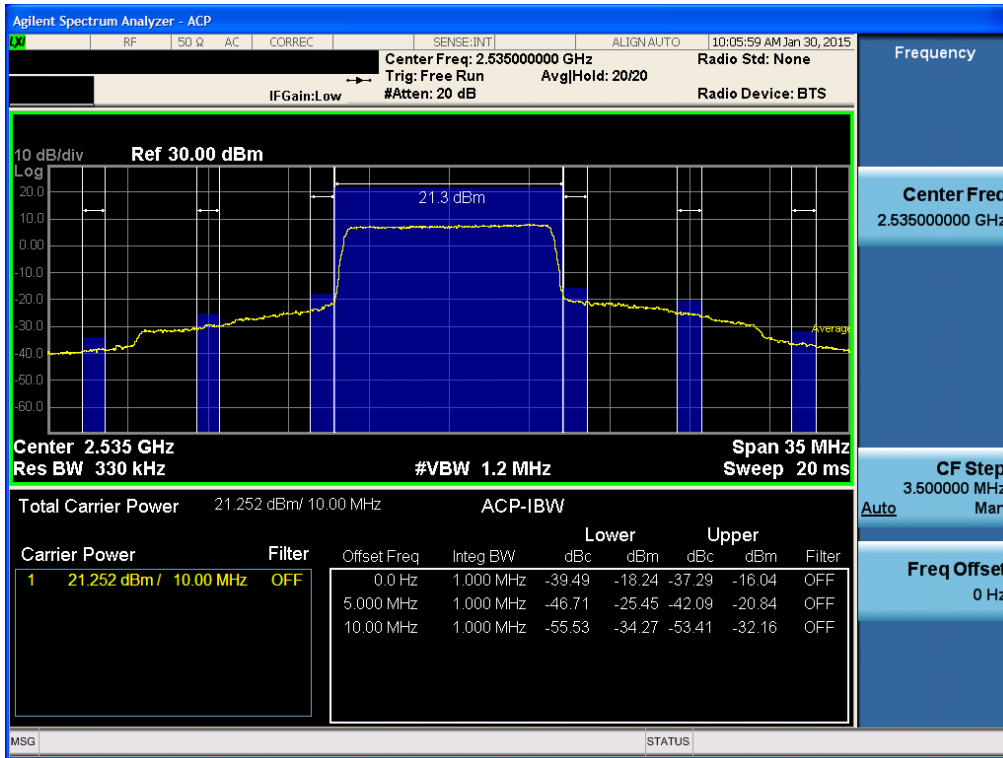 Agilent Spectrum Analyzer - ACP
LXI RF 50 Ω AC CORREC SENSE:INT ALIGN AUTO 10:05:59 AM Jan 30, 2015
Center Freq: 2.535000000 GHz Radio Std: None
Trig: Free Run Avg|Hold: 20/20
IFGain:Low #Atten: 20 dB Radio Device: BTS
10 dB/div Ref 30.00 dBm
Log
20.0
10.0
0.00
-10.0
-20.0
-30.0
-40.0
-50.0
-60.0
21.3 dBm
Average
Center 2.535 GHz Span 35 MHz
Res BW 330 kHz #VBW 1.2 MHz Sweep 20 ms
Total Carrier Power 21.252 dBm/ 10.00 MHz ACP-IBW
Lower Upper
Carrier Power Filter Offset Freq Integ BW dBc dBm dBc dBm Filter
1 21.252 dBm / 10.00 MHz OFF 0.0 Hz 1.000 MHz -39.49 -18.24 -37.29 -16.04 OFF
5.000 MHz 1.000 MHz -46.71 -25.45 -42.09 -20.84 OFF
10.00 MHz 1.000 MHz -55.53 -34.27 -53.41 -32.16 OFF
MSG STATUS
Frequency
Center Freq
2.535000000 GHz
CF Step
3.500000 MHz
Auto Man
Freq Offset
0 Hz